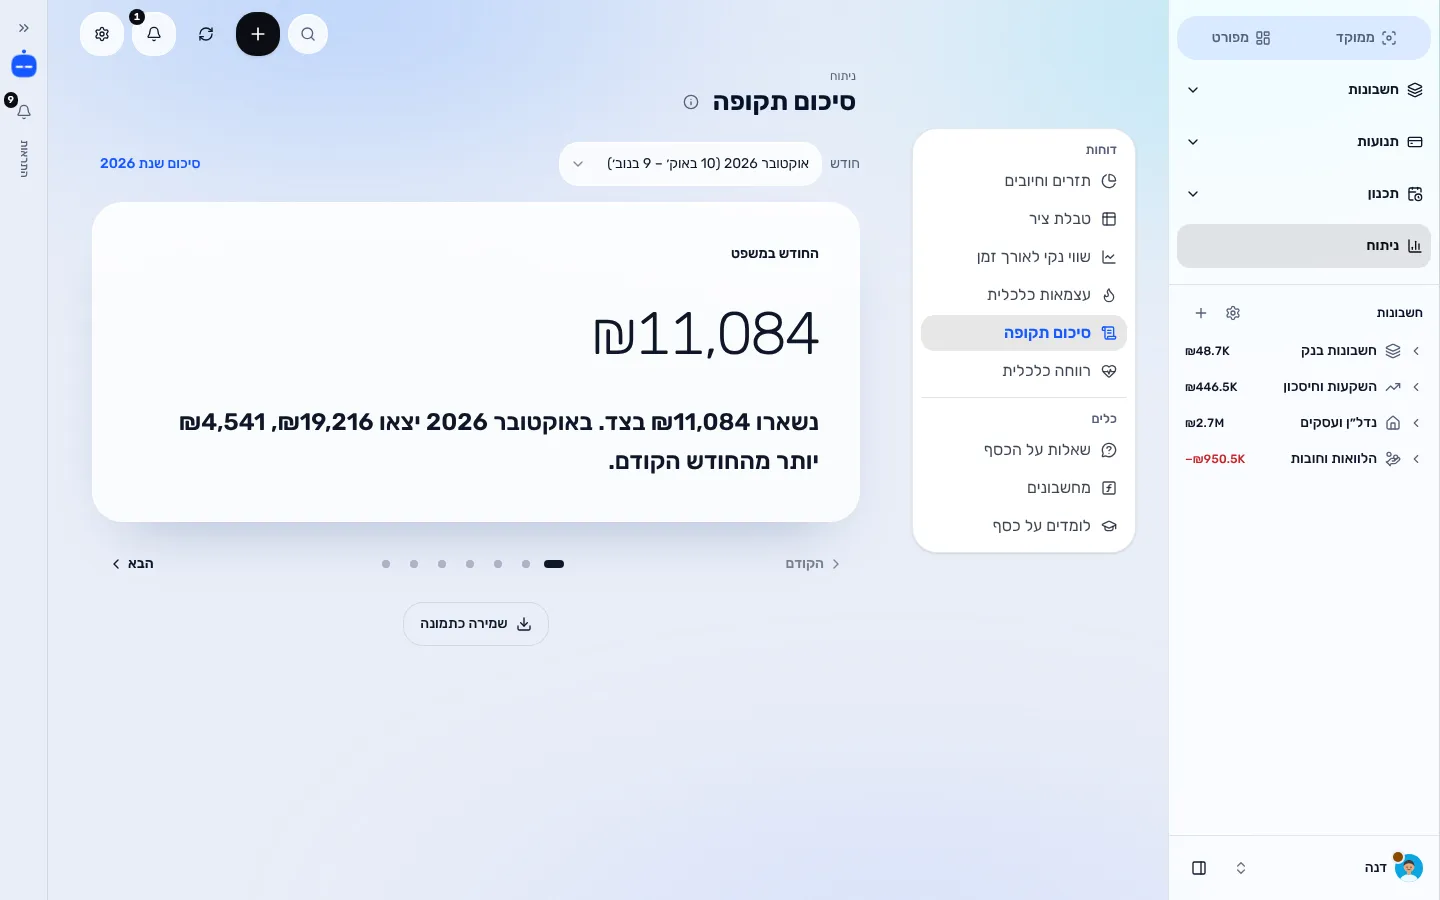 ממוקד
מפורט
חשבונות
תנועות
תכנון
ניתוח
חשבונות
חשבונות בנק
₪48.7K
השקעות וחיסכון
₪446.5K
נדל״ן ועסקים
₪2.7M
הלוואות וחובות
−₪950.5K
דנה
דוחות
תזרים וחיובים
טבלת ציר
שווי נקי לאורך זמן
עצמאות כלכלית
סיכום תקופה
רווחה כלכלית
כלים
שאלות על הכסף
מחשבונים
לומדים על כסף
1
ניתוח
סיכום תקופה
חודש
אוקטובר 2026 (10 באוק׳ – 9 בנוב׳)
סיכום שנת 2026
החודש במשפט
₪11,084
נשארו ₪11,084 בצד. באוקטובר 2026 יצאו ₪19,216, ₪4,541
יותר מהחודש הקודם.
הקודם
הבא
שמירה כתמונה
9
התראות